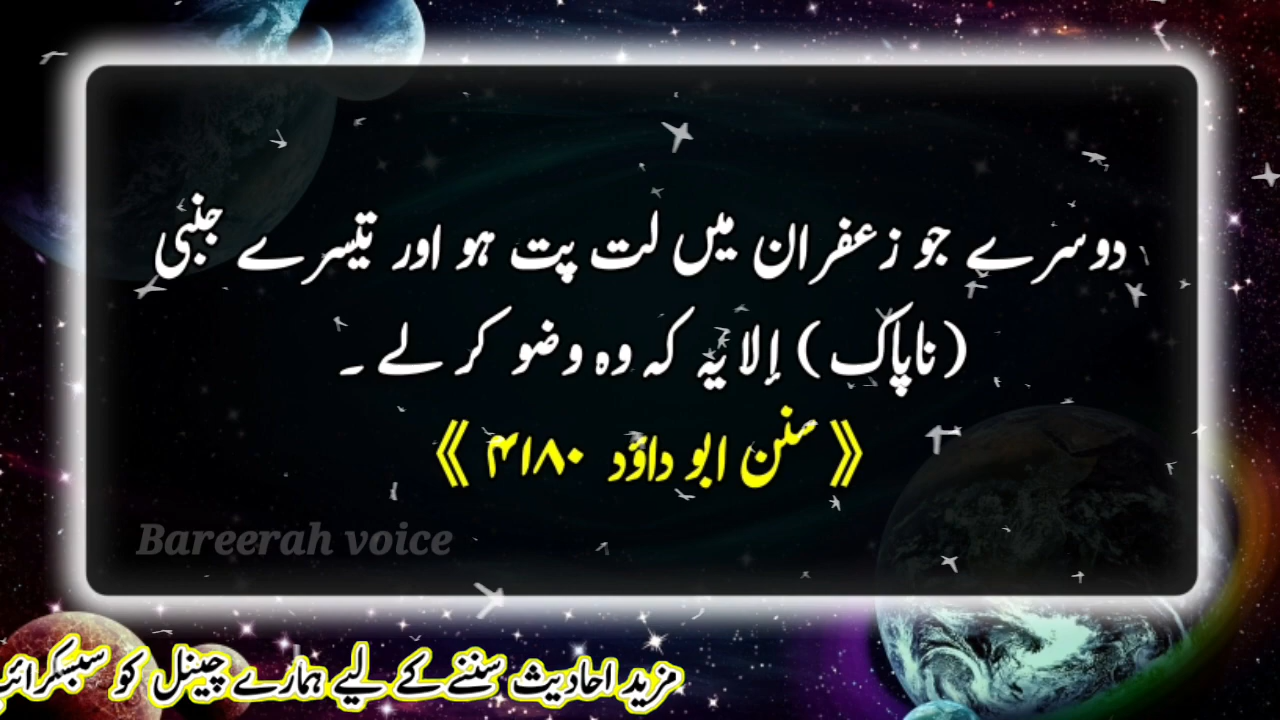 دوسرے جو زعفران میں لت پت ہو اور تیسرے جنبی
(ناپاک) إلا یہ کہ وہ وضو کر لے ۔
《 سنن ابو داؤد ۴۱۸۰ 》
Bareerah voice
مزید احادیث سننے کے لیے ہمارے چینل کو سبسکرائب